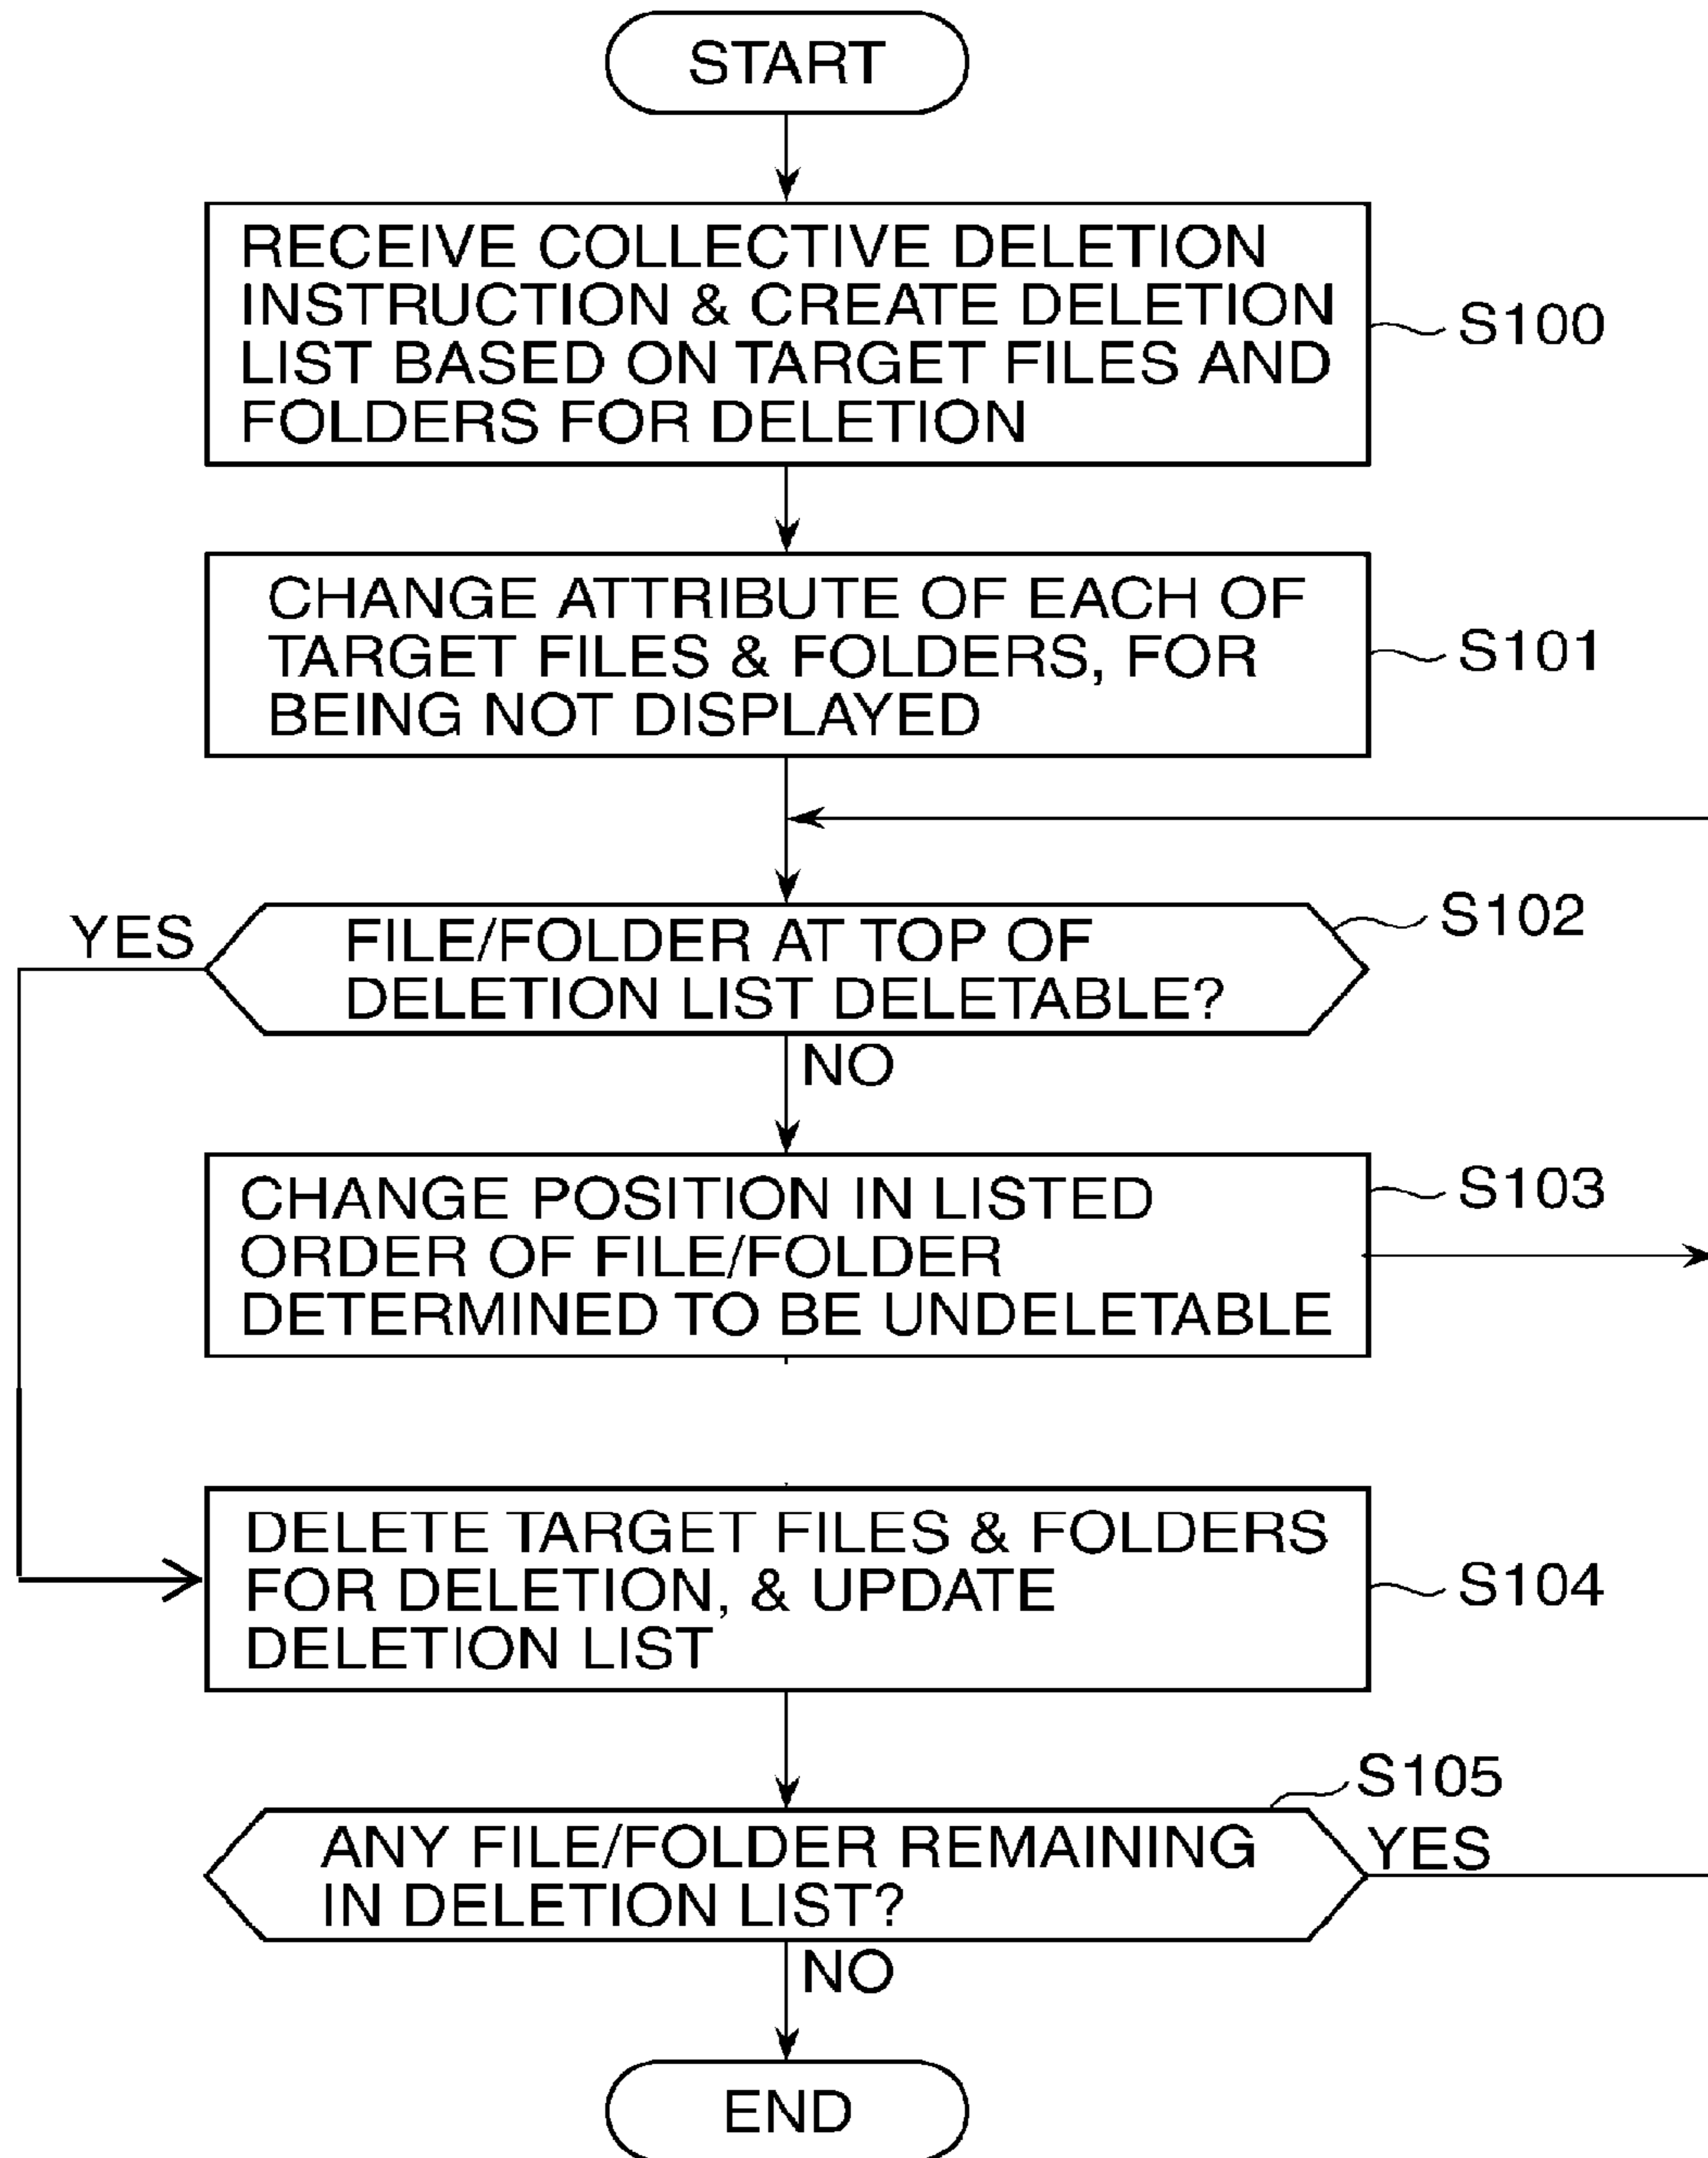 START
RECEIVE COLLECTIVE DELETION
INSTRUCTION & CREATE DELETION
LIST BASED ON TARGET FILES AND
FOLDERS FOR DELETION
S100
CHANGE ATTRIBUTE OF EACH OF
TARGET FILES & FOLDERS, FOR
BEING NOT DISPLAYED
S101
YES
FILE/FOLDER AT TOP OF
DELETION LIST DELETABLE?
S102
NO
CHANGE POSITION IN LISTED
ORDER OF FILE/FOLDER
DETERMINED TO BE UNDELETABLE
S103
DELETE TARGET FILES & FOLDERS
FOR DELETION, & UPDATE
DELETION LIST
S104
S105
ANY FILE/FOLDER REMAINING
IN DELETION LIST?
YES
NO
END